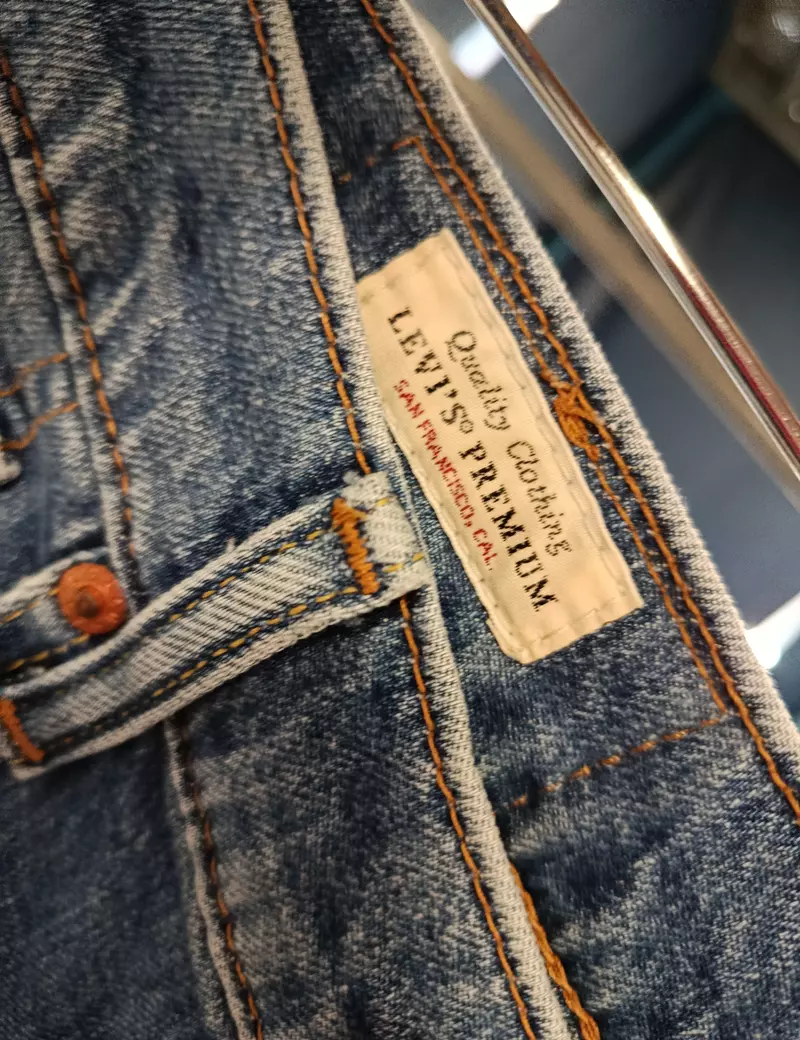 Quality Clothing
LEVI'S® PREMIUM
SAN FRANCISCO, CAL.